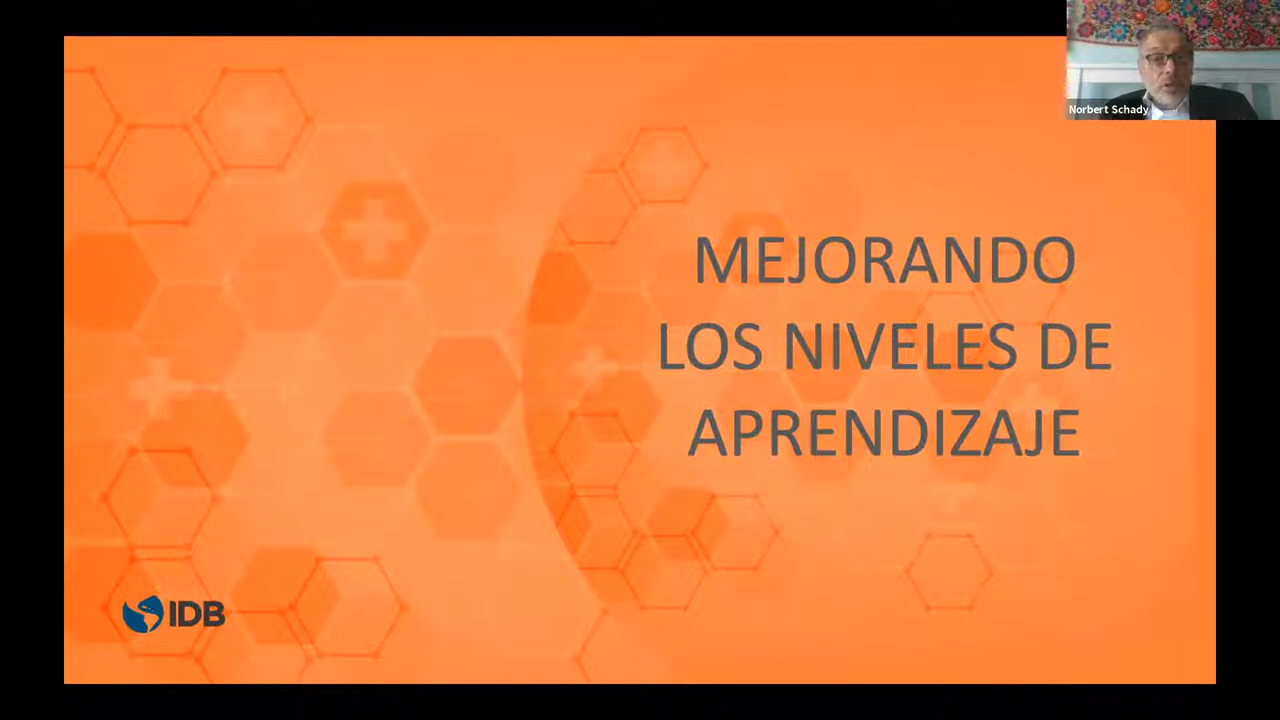 Norbert Schady
MEJORANDO
LOS NIVELES DE
APRENDIZAJE
IDB